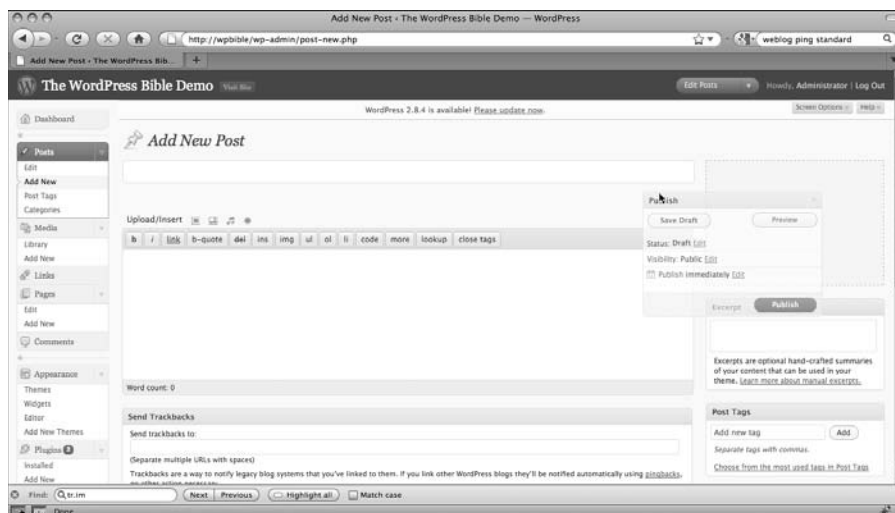 Add New Post ‹ The WordPress Bible Demo — WordPress
http://wpbible/wp-admin/post-new.php
weblog ping standard
Add New Post ‹ The WordPress Bib...
The WordPress Bible Demo
Visit Site
Edit Posts
Howdy, Administrator | Log Out
WordPress 2.8.4 is available! Please update now.
Screen Options
Help
Dashboard
Posts
Edit
Add New
Post Tags
Categories
Media
Library
Add New
Links
Pages
Edit
Add New
Comments
Appearance
Themes
Widgets
Editor
Add New Themes
Plugins 2
Installed
Add New
Add New Post
Upload/Insert
b i link b-quote del ins img ul ol li code more lookup close tags
Word count: 0
Send Trackbacks
Send trackbacks to:
(Separate multiple URLs with spaces)
Trackbacks are a way to notify legacy blog systems that you've linked to them. If you link other WordPress blogs they'll be notified automatically using pingbacks,
no other action necessary.
Publish
Save Draft
Preview
Status: Draft Edit
Visibility: Public Edit
Publish immediately Edit
Publish
Excerpt
Excerpts are optional hand-crafted summaries
of your content that can be used in your
theme. Learn more about manual excerpts.
Post Tags
Add new tag
Add
Separate tags with commas.
Choose from the most used tags in Post Tags
Find: tr.im
Next Previous Highlight all Match case
Done